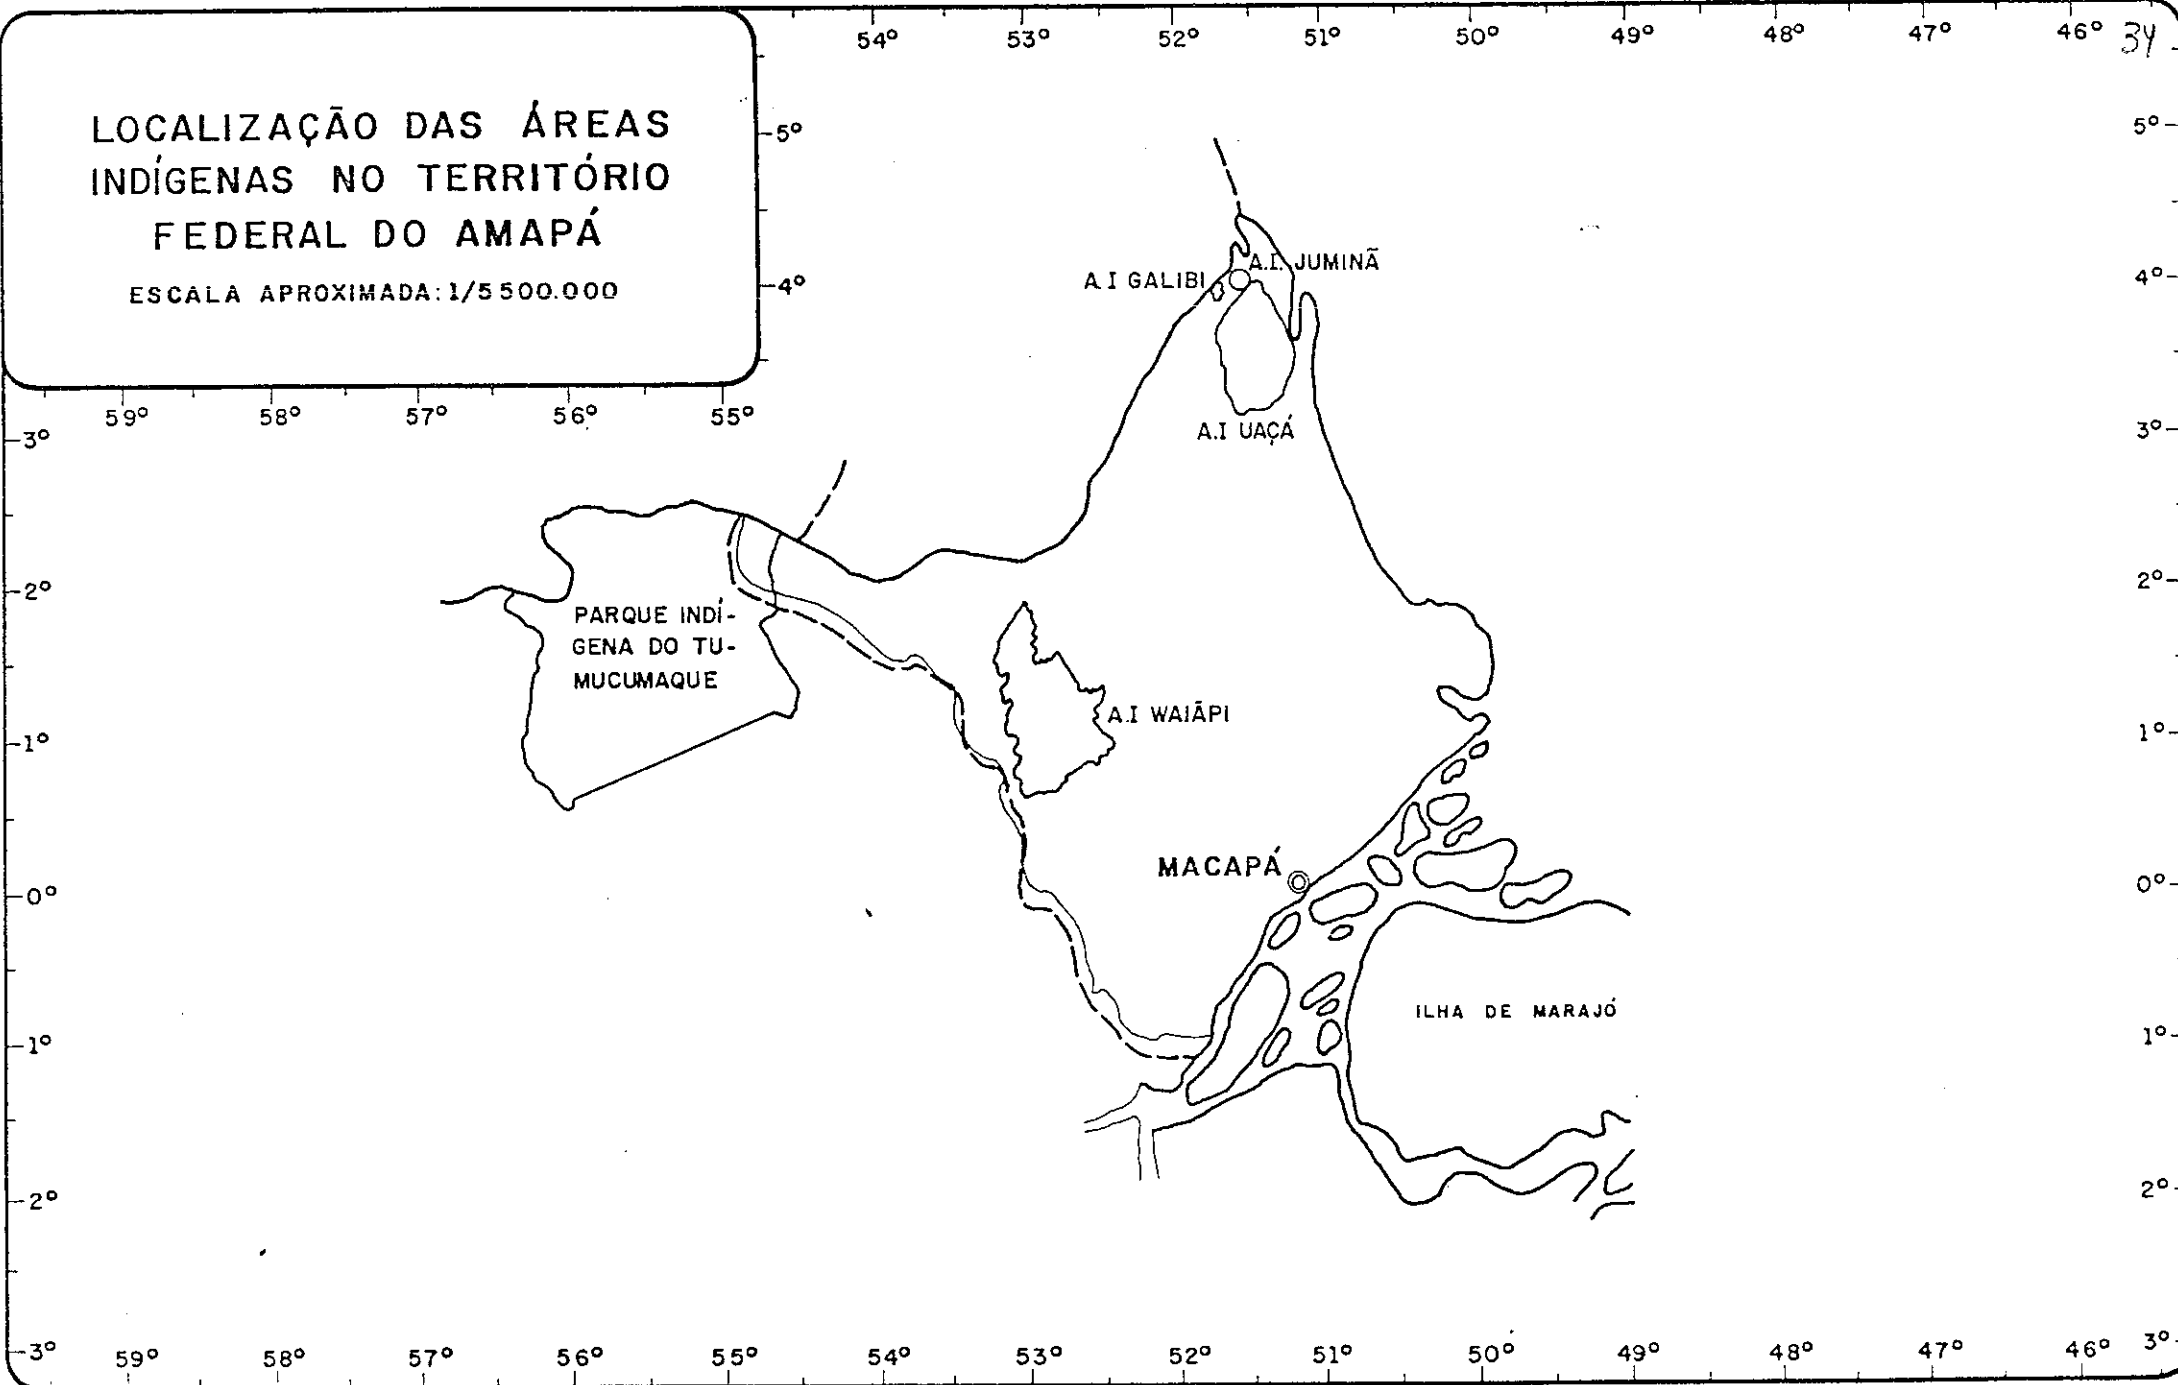 LOCALIZAÇÃO DAS ÁREAS
INDÍGENAS NO TERRITÓRIO
FEDERAL DO AMAPÁ
ESCALA APROXIMADA: 1/5 500.000
54° 53° 52° 51° 50° 49° 48° 47° 46° 34
5° 5°
4° 4°
A.I. JUMINÃ
A.I GALIBI
59° 58° 57° 56° 55°
3° 3°
A.I UAÇÁ
2° 2°
PARQUE INDÍ-
GENA DO TU-
MUCUMAQUE
A.I WAIÃPI
1° 1°
MACAPÁ
0° 0°
ILHA DE MARAJÓ
1° 1°
2° 2°
3° 3°
59° 58° 57° 56° 55° 54° 53° 52° 51° 50° 49° 48° 47° 46°